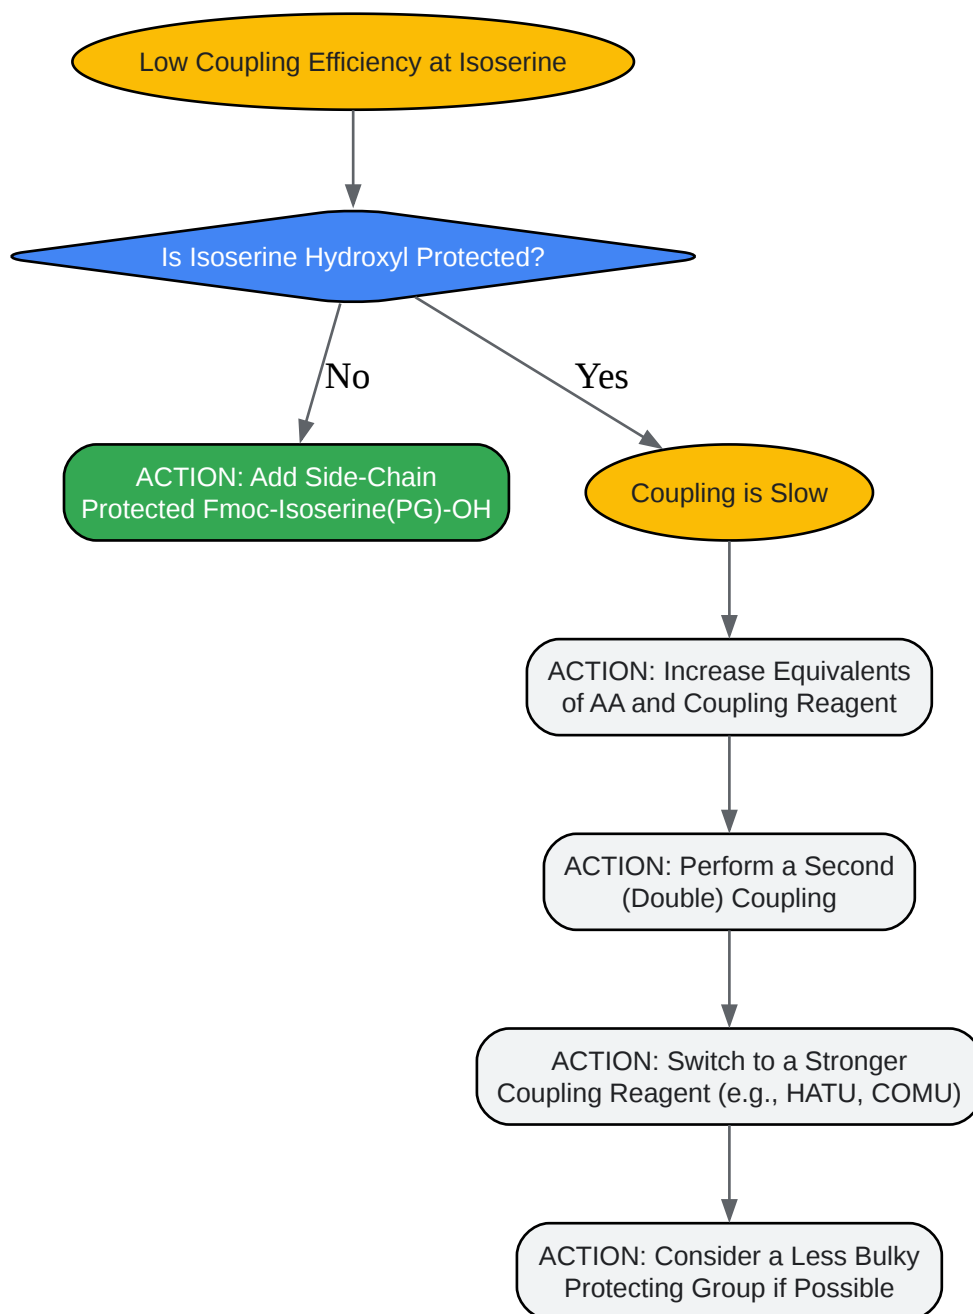 Low Coupling Efficiency at Isoserine
Is Isoserine Hydroxyl Protected?
No
Yes
ACTION: Add Side-Chain
Protected Fmoc-Isoserine(PG)-OH
Coupling is Slow
ACTION: Increase Equivalents
of AA and Coupling Reagent
ACTION: Perform a Second
(Double) Coupling
ACTION: Switch to a Stronger
Coupling Reagent (e.g., HATU, COMU)
ACTION: Consider a Less Bulky
Protecting Group if Possible